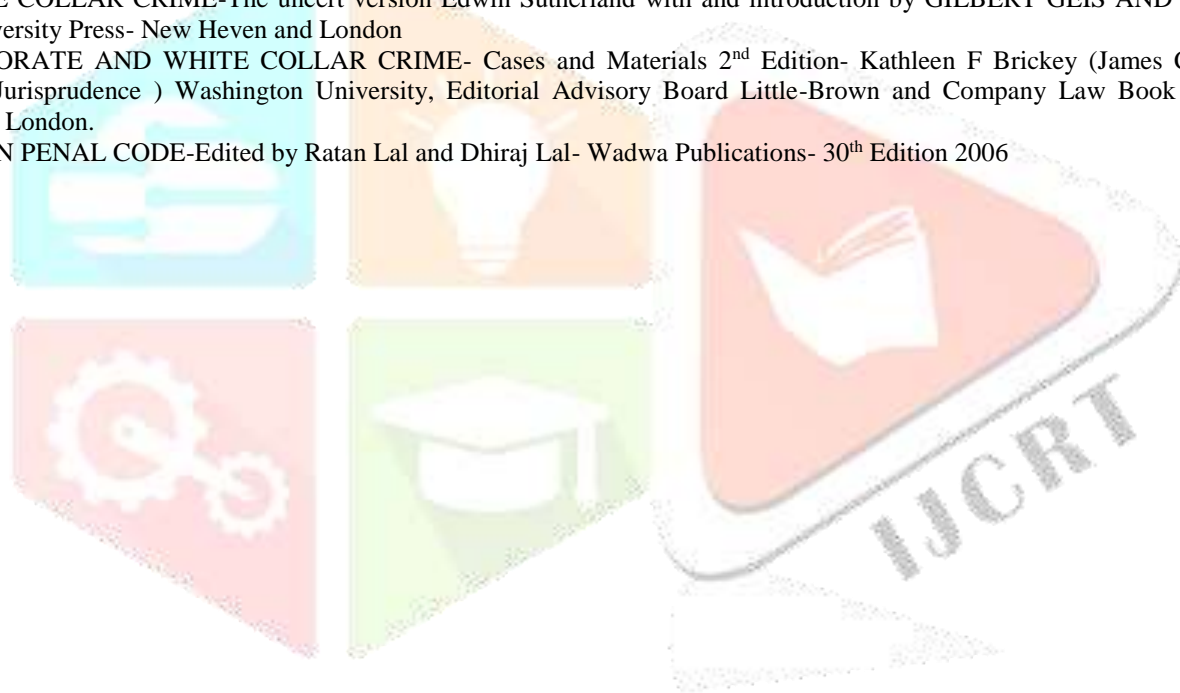 E COLLAR CRIME-The uncert version Edwin Sutherland with and introduction by GILBERT GEIS AND
ersity Press- New Heven and London
ORATE AND WHITE COLLAR CRIME- Cases and Materials 2nd Edition- Kathleen F Brickey (James C
Jurisprudence ) Washington University, Editorial Advisory Board Little-Brown and Company Law Book
London.
N PENAL CODE-Edited by Ratan Lal and Dhiraj Lal- Wadwa Publications- 30th Edition 2006
IJCRT